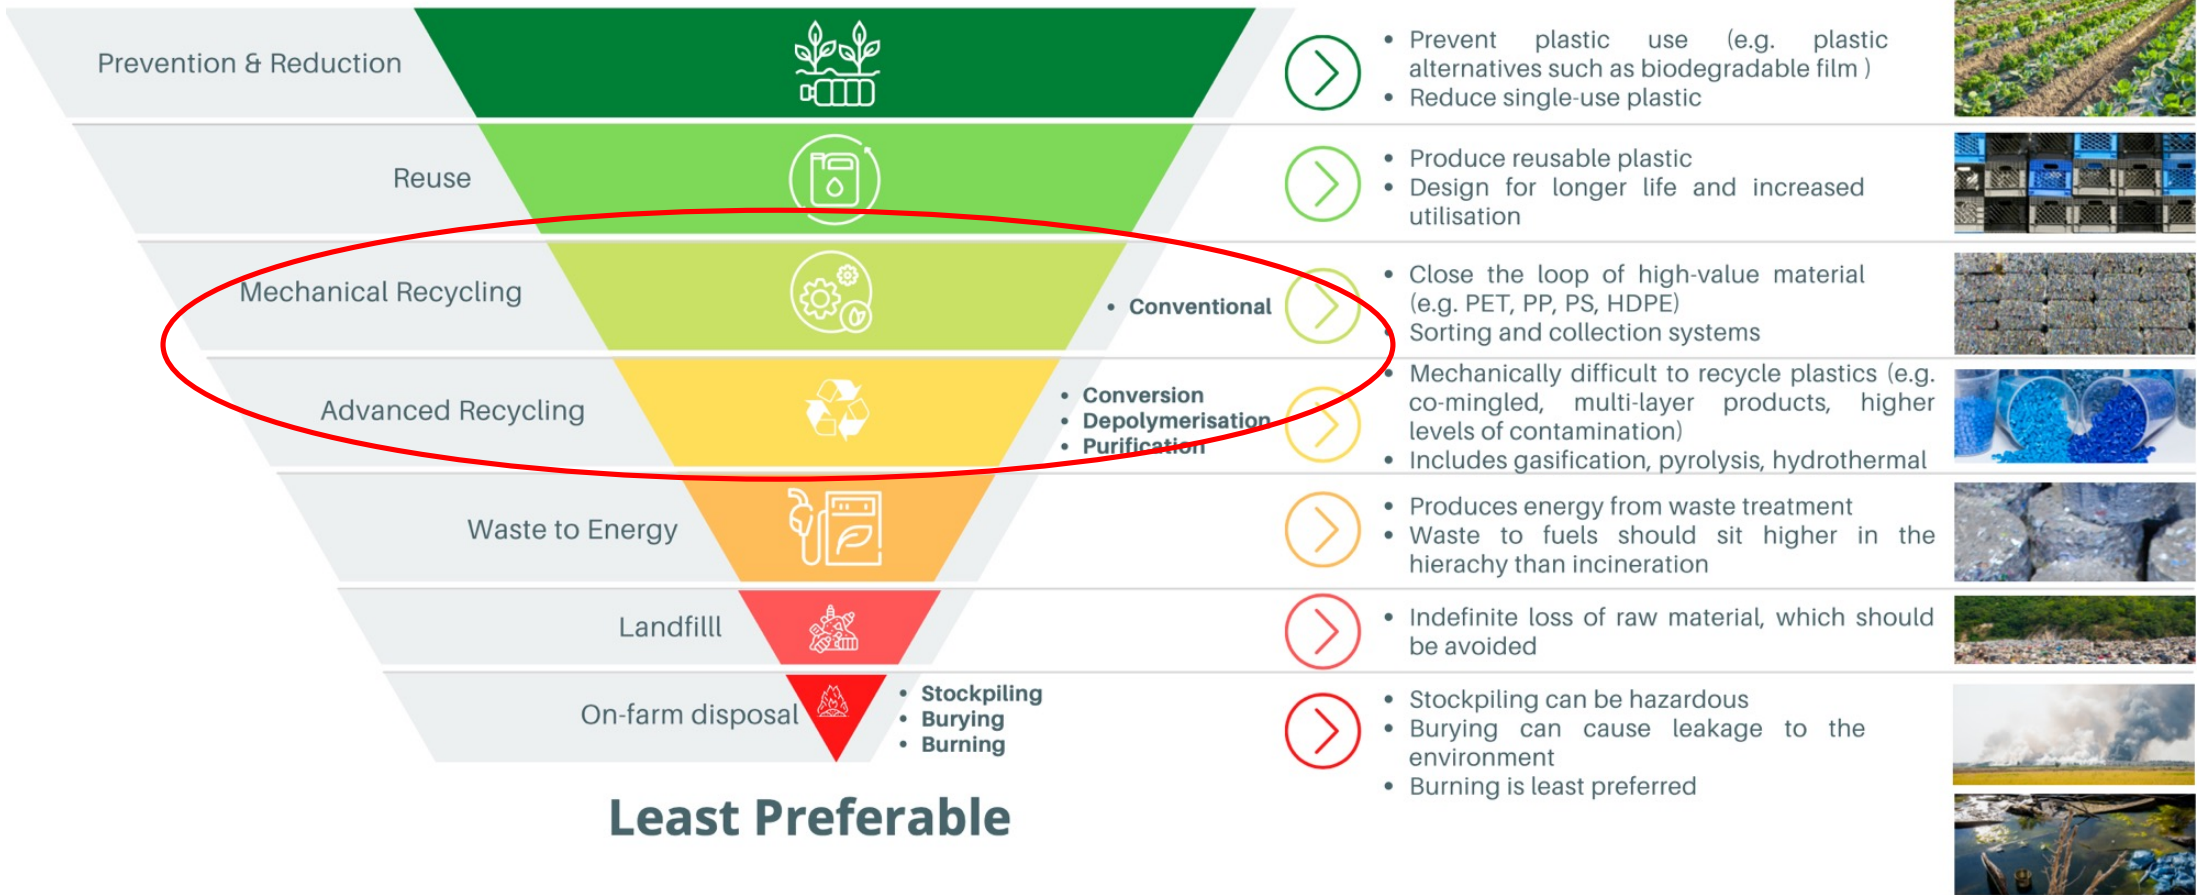 Prevention & Reduction
• Prevent plastic use (e.g. plastic
alternatives such as biodegradable film )
• Reduce single-use plastic
Reuse
• Produce reusable plastic
• Design for longer life and increased
utilisation
Mechanical Recycling
• Conventional
• Close the loop of high-value material
(e.g. PET, PP, PS, HDPE)
• Sorting and collection systems
Advanced Recycling
• Conversion
• Depolymerisation
• Purification
• Mechanically difficult to recycle plastics (e.g.
co-mingled, multi-layer products, higher
levels of contamination)
• Includes gasification, pyrolysis, hydrothermal
Waste to Energy
• Produces energy from waste treatment
• Waste to fuels should sit higher in the
hierachy than incineration
Landfilll
• Indefinite loss of raw material, which should
be avoided
On-farm disposal
• Stockpiling
• Burying
• Burning
• Stockpiling can be hazardous
• Burying can cause leakage to the
environment
• Burning is least preferred
Least Preferable